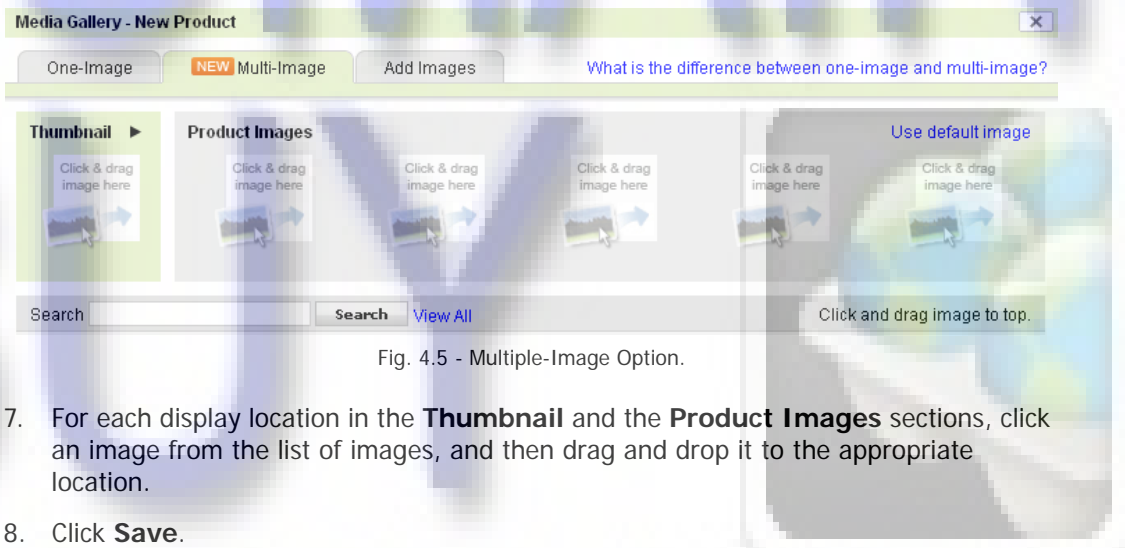 Media Gallery - New Product
One-Image NEW Multi-Image Add Images What is the difference between one-image and multi-image?
Thumbnail Product Images Use default image
Click & drag Click & drag Click & drag Click & drag Click & drag Click & drag
image here image here image here image here image here image here
Search Search View All Click and drag image to top.
Fig. 4.5 - Multiple-Image Option.
7. For each display location in the Thumbnail and the Product Images sections, click
an image from the list of images, and then drag and drop it to the appropriate
location.
8. Click Save.